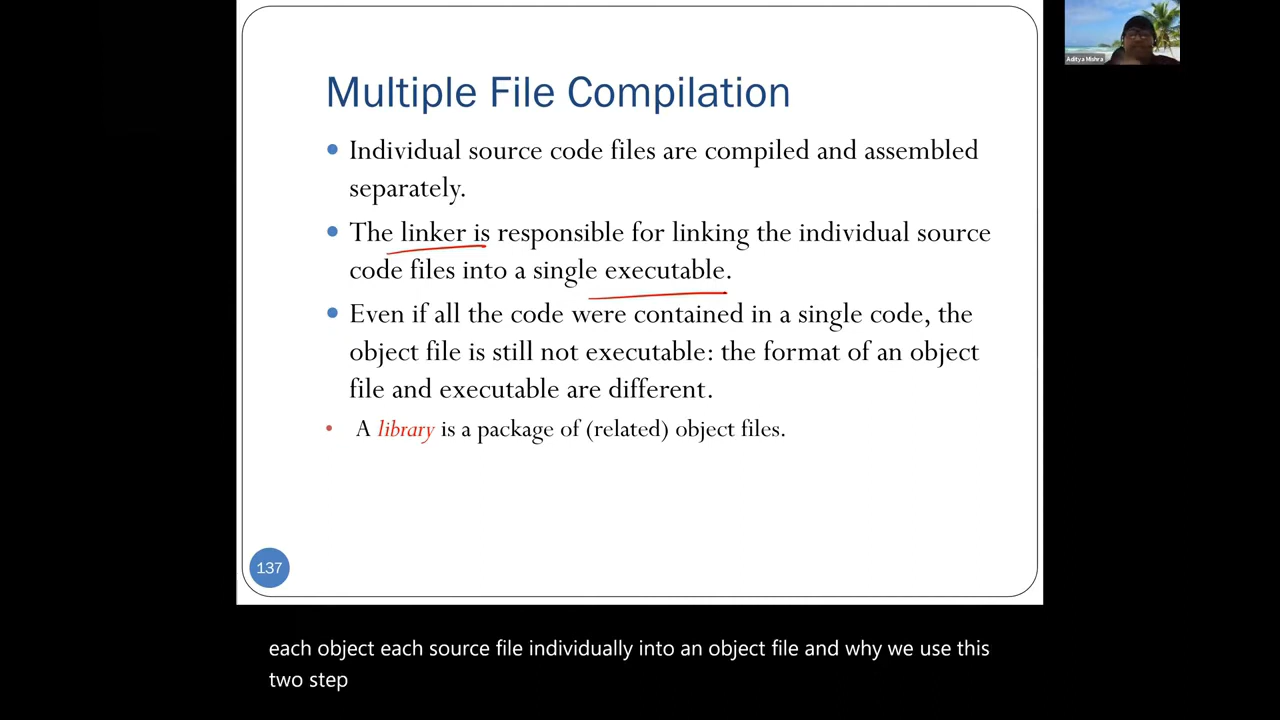 Aditya Mishra
Multiple File Compilation
Individual source code files are compiled and assembled
separately.
The linker is responsible for linking the individual source
code files into a single executable.
Even if all the code were contained in a single code, the
object file is still not executable: the format of an object
file and executable are different.
A library is a package of (related) object files.
137
each object each source file individually into an object file and why we use this
two step